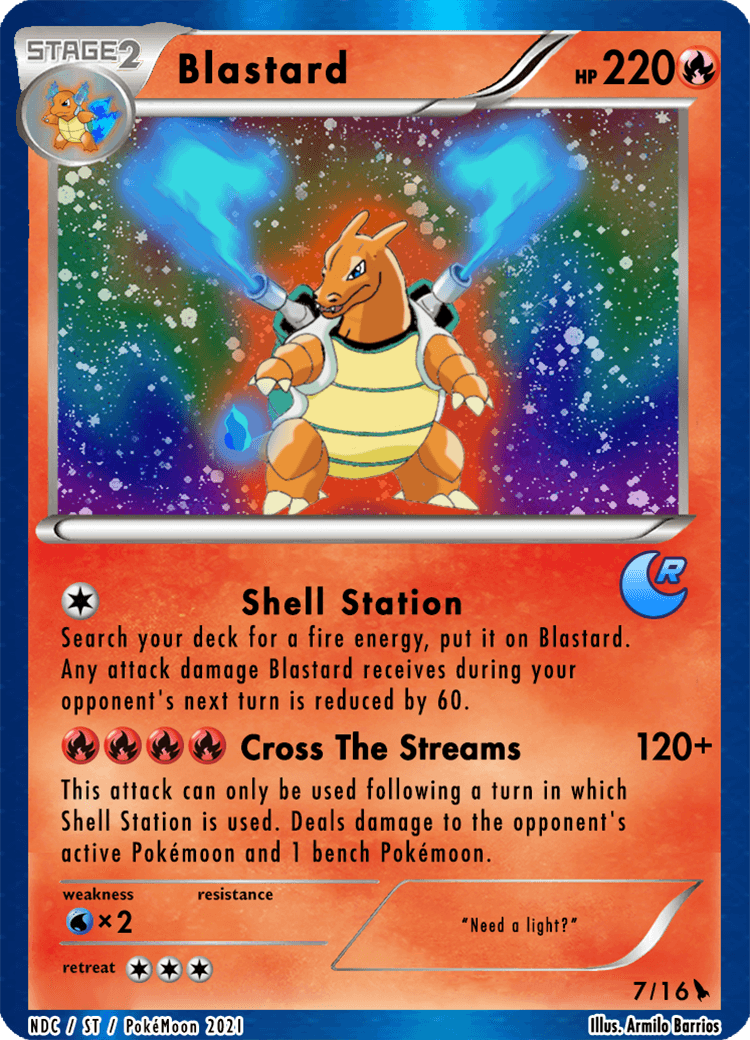 STAGE2
Blastard
HP 220
R
Shell Station
Search your deck for a fire energy, put it on Blastard.
Any attack damage Blastard receives during your
opponent's next turn is reduced by 60.
Cross The Streams 120+
This attack can only be used following a turn in which
Shell Station is used. Deals damage to the opponent's
active Pokémoon and 1 bench Pokémoon.
weakness resistance
×2
"Need a light?"
retreat
7/16
NDC / ST / PokéMoon 2021 Illus. Armilo Barrios